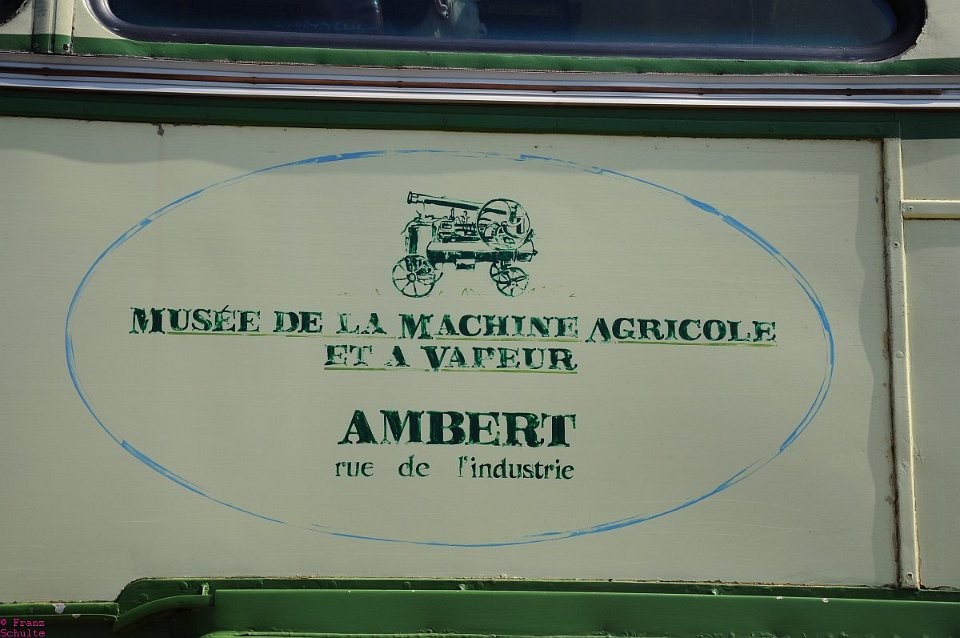 MUSÉE DE LA MACHINE AGRICOLE
ET A VAPEUR
AMBERT
rue de l'industrie
© Franz
Schulte